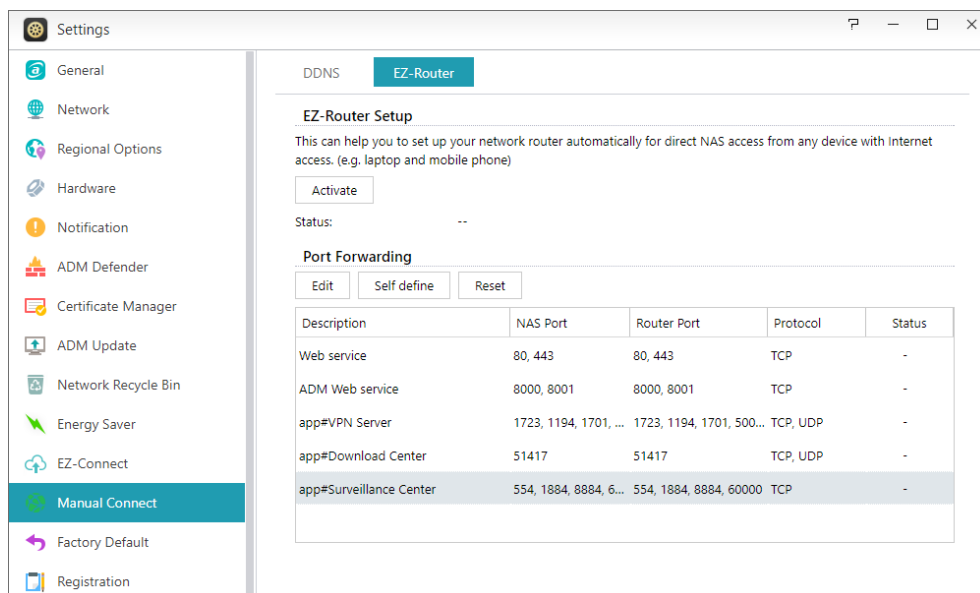 Settings
General
Network
Regional Options
Hardware
Notification
ADM Defender
Certificate Manager
ADM Update
Network Recycle Bin
Energy Saver
EZ-Connect
Manual Connect
Factory Default
Registration
DDNS EZ-Router
EZ-Router Setup
This can help you to set up your network router automatically for direct NAS access from any device with Internet
access. (e.g. laptop and mobile phone)
Activate
Status: --
Port Forwarding
Edit Self define Reset
Description NAS Port Router Port Protocol Status
Web service 80, 443 80, 443 TCP -
ADM Web service 8000, 8001 8000, 8001 TCP -
app#VPN Server 1723, 1194, 1701, ... 1723, 1194, 1701, 500... TCP, UDP -
app#Download Center 51417 51417 TCP, UDP -
app#Surveillance Center 554, 1884, 8884, 6... 554, 1884, 8884, 60000 TCP -